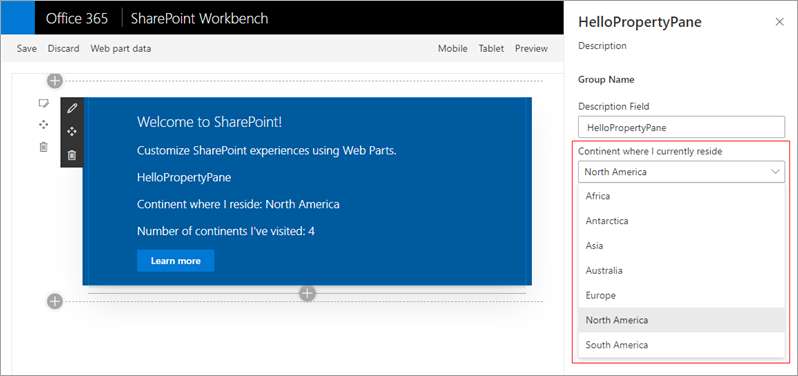 Office 365 SharePoint Workbench
Save Discard Web part data Mobile Tablet Preview
Welcome to SharePoint!
Customize SharePoint experiences using Web Parts.
HelloPropertyPane
Continent where I reside: North America
Number of continents I've visited: 4
Learn more
HelloPropertyPane
Description
Group Name
Description Field
HelloPropertyPane
Continent where I currently reside
North America
Africa
Antarctica
Asia
Australia
Europe
North America
South America